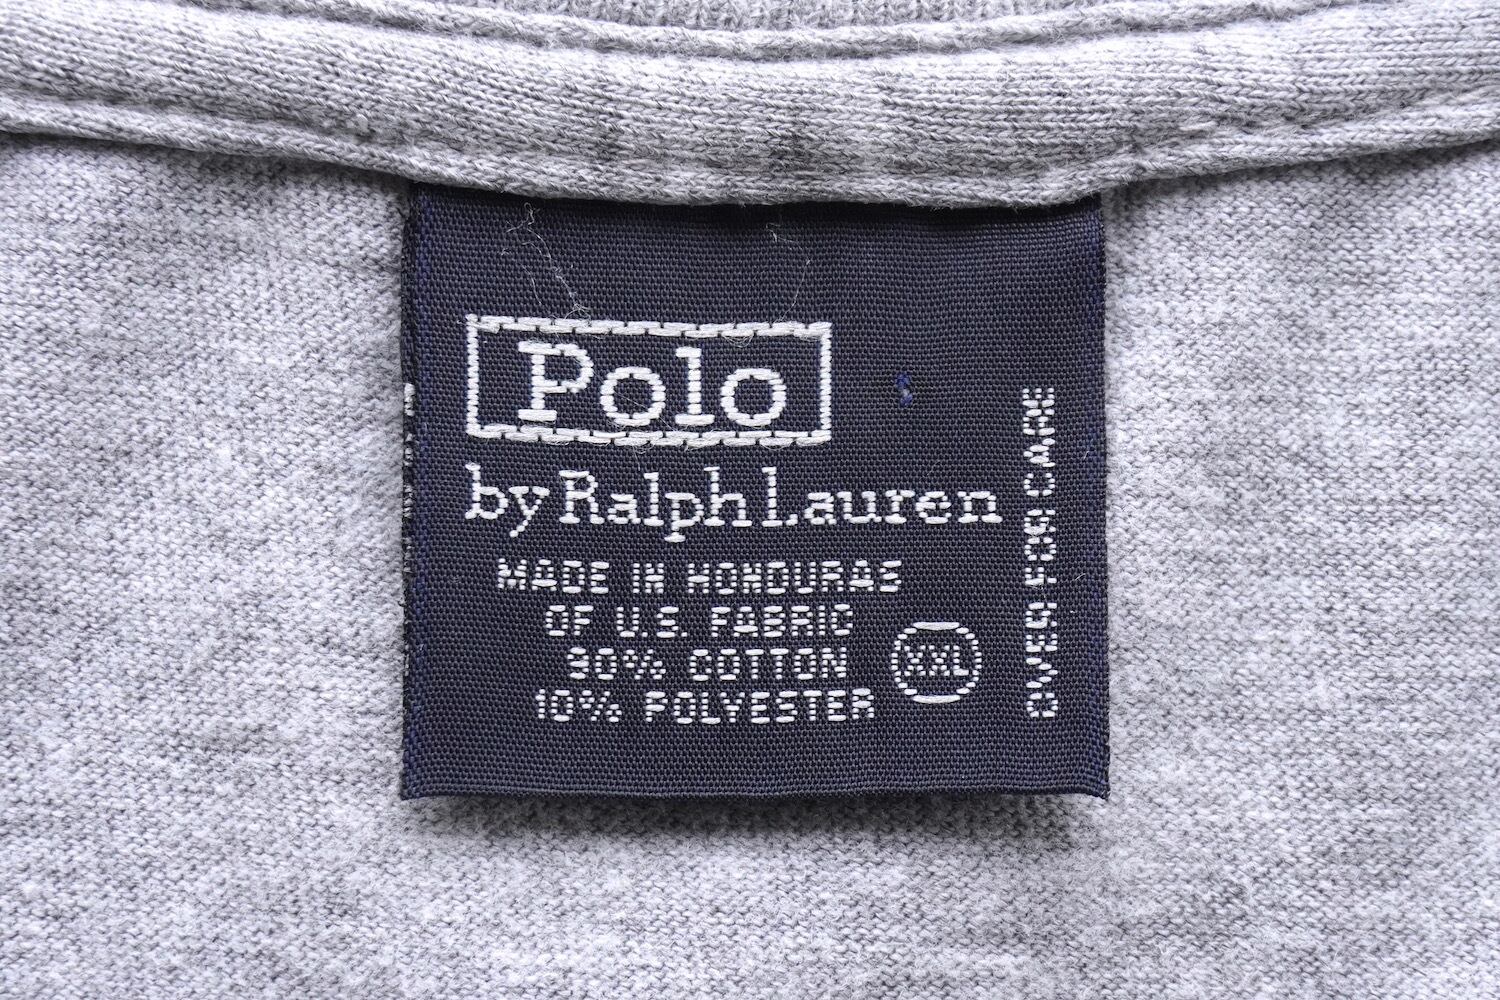 Polo
by Ralph Lauren
MADE IN HONDURAS
OF U.S. FABRIC
90% COTTON
10% POLYESTER
XXL
OVER FOR CARE